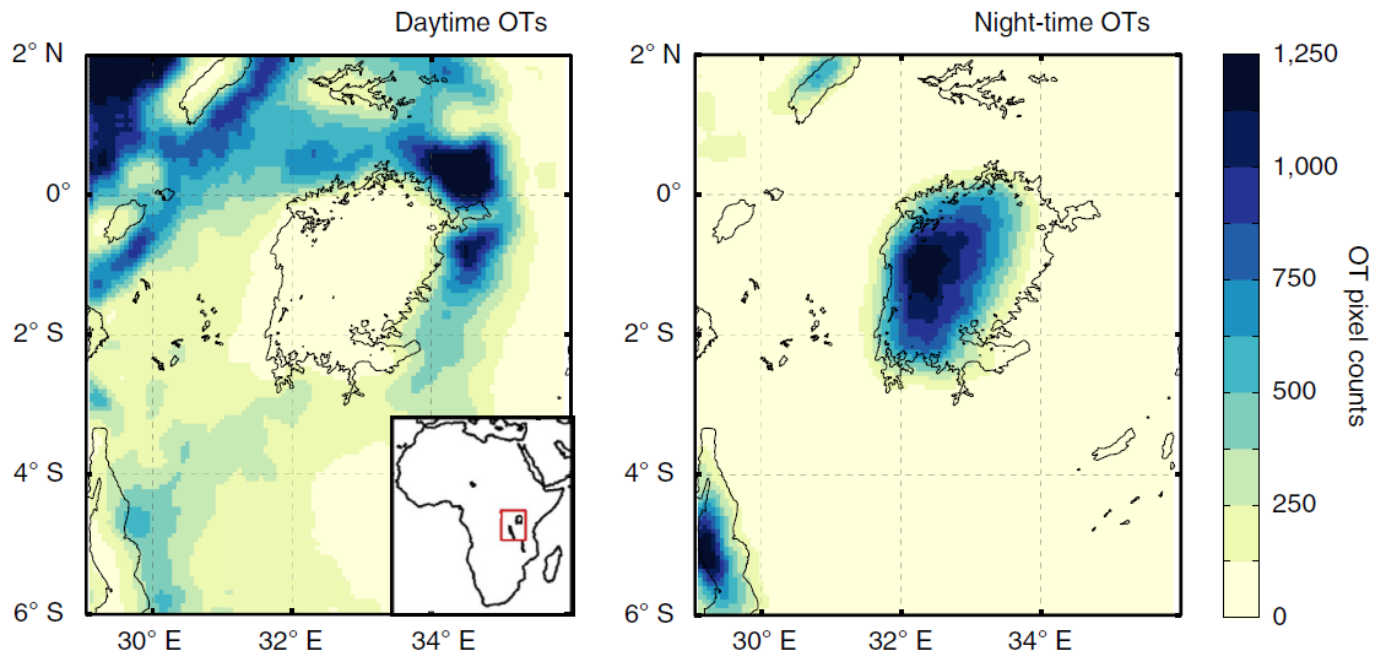 Daytime OTs
Night-time OTs
2° N
0°
2° S
4° S
6° S
30° E
32° E
34° E
2° N
0°
2° S
4° S
6° S
30° E
32° E
34° E
1,250
1,000
750
500
250
0
OT pixel counts